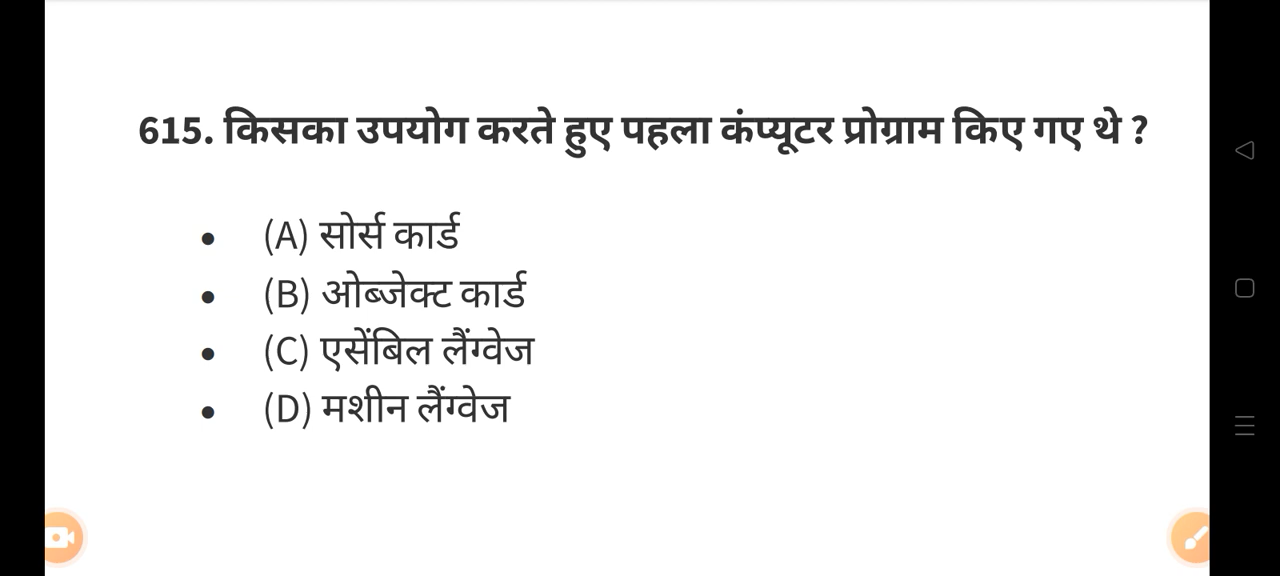 615. किसका उपयोग करते हुए पहला कंप्यूटर प्रोग्राम किए गए थे ?
• (A) सोर्स कार्ड
• (B) ओब्जेक्ट कार्ड
• (C) एसेंबिल लैंग्वेज
• (D) मशीन लैंग्वेज